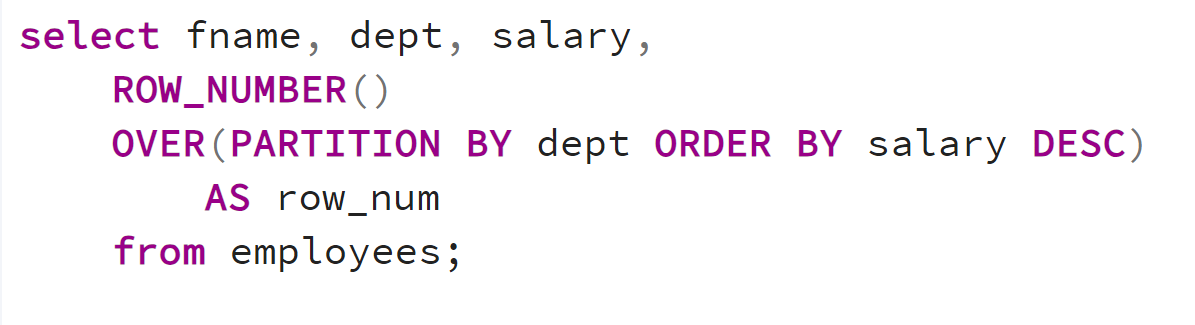 select fname, dept, salary,
ROW_NUMBER()
OVER(PARTITION BY dept ORDER BY salary DESC)
AS row_num
from employees;